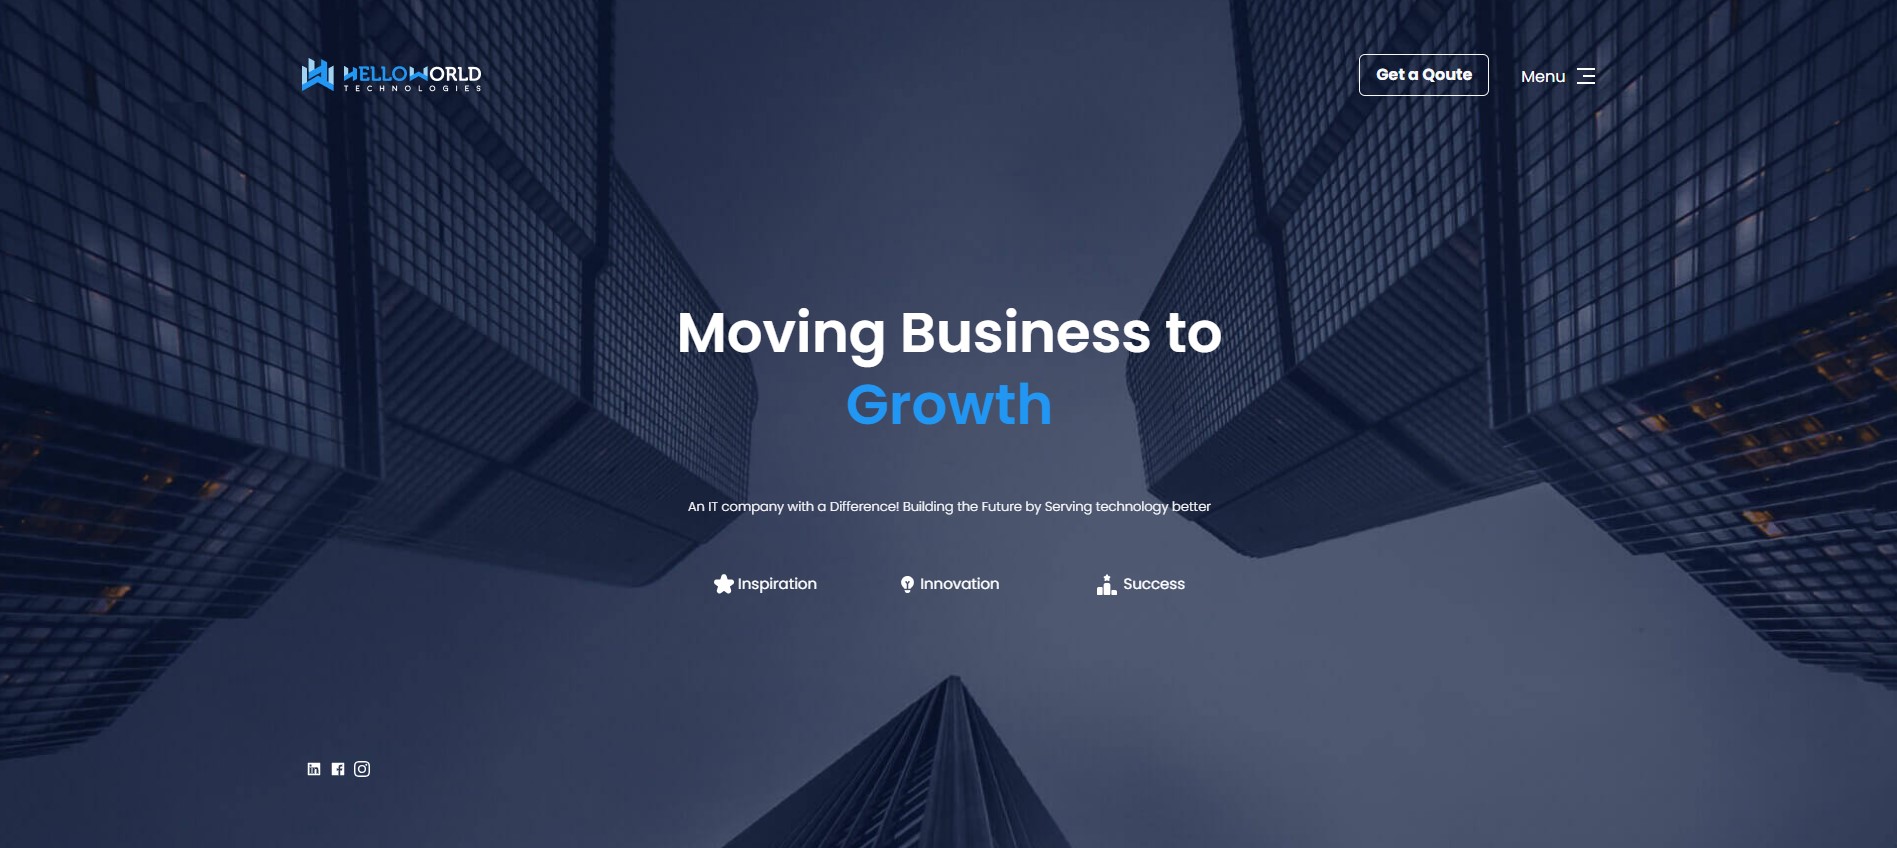 HELLOWORLD
TECHNOLOGIES
Get a Qoute
Menu
Moving Business to
Growth
An IT company with a Difference! Building the Future by Serving technology better
Inspiration
Innovation
Success